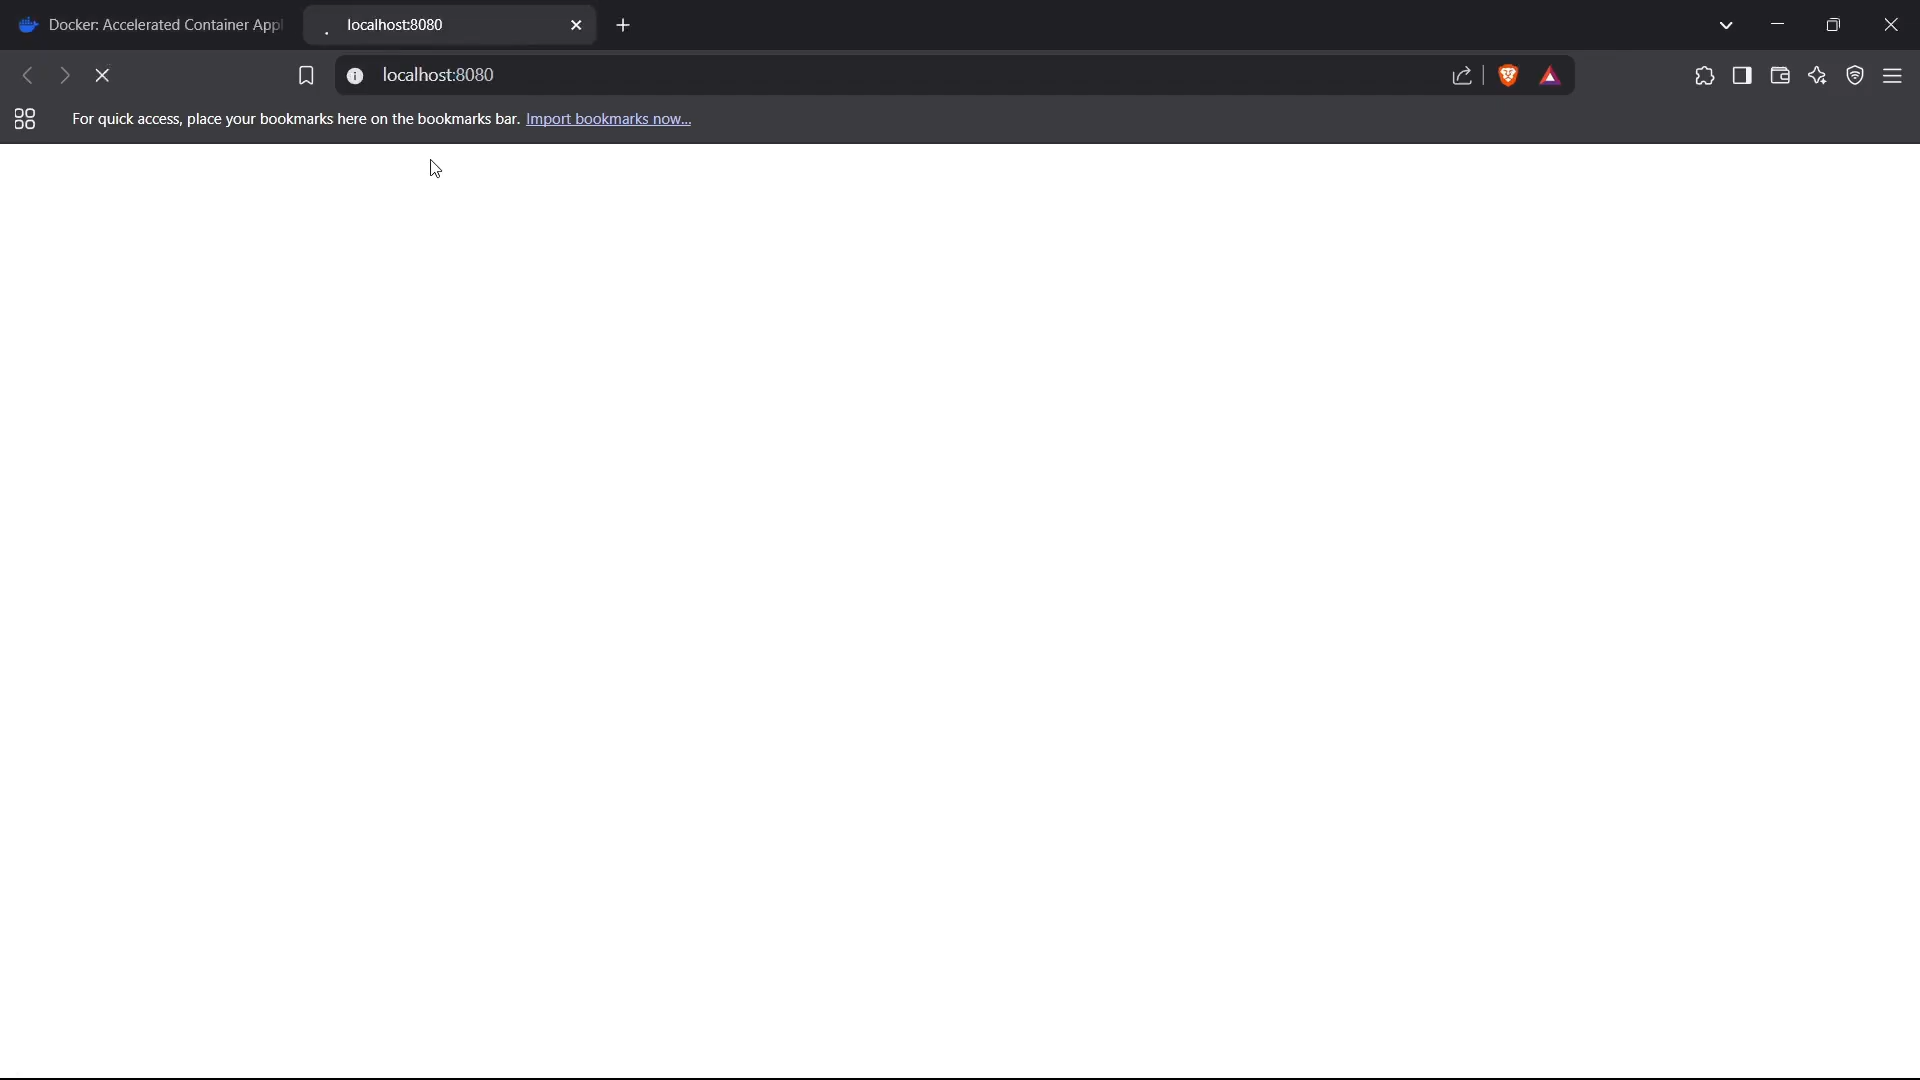 Docker: Accelerated Container Appl
localhost:8080
localhost:8080
For quick access, place your bookmarks here on the bookmarks bar. Import bookmarks now...